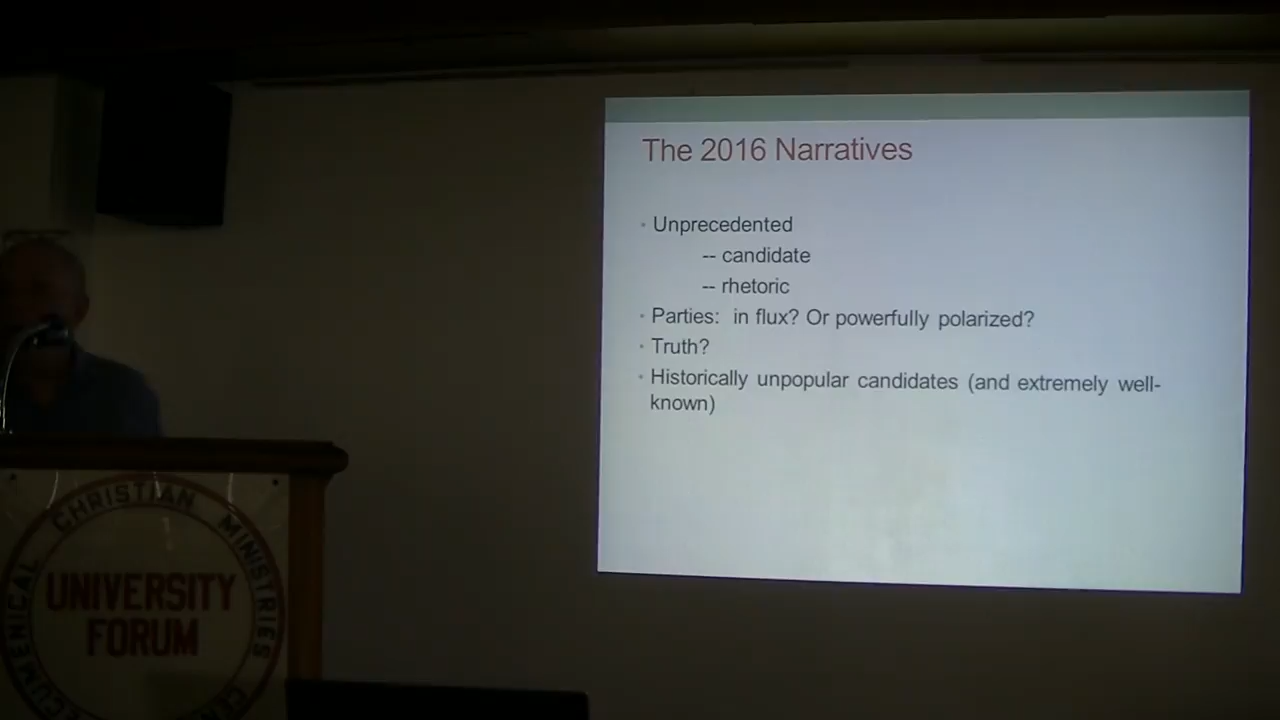 The 2016 Narratives
• Unprecedented
-- candidate
-- rhetoric
• Parties: in flux? Or powerfully polarized?
• Truth?
• Historically unpopular candidates (and extremely well-
known)
ECUMENICAL CHRISTIAN MINISTRIES
UNIVERSITY
FORUM